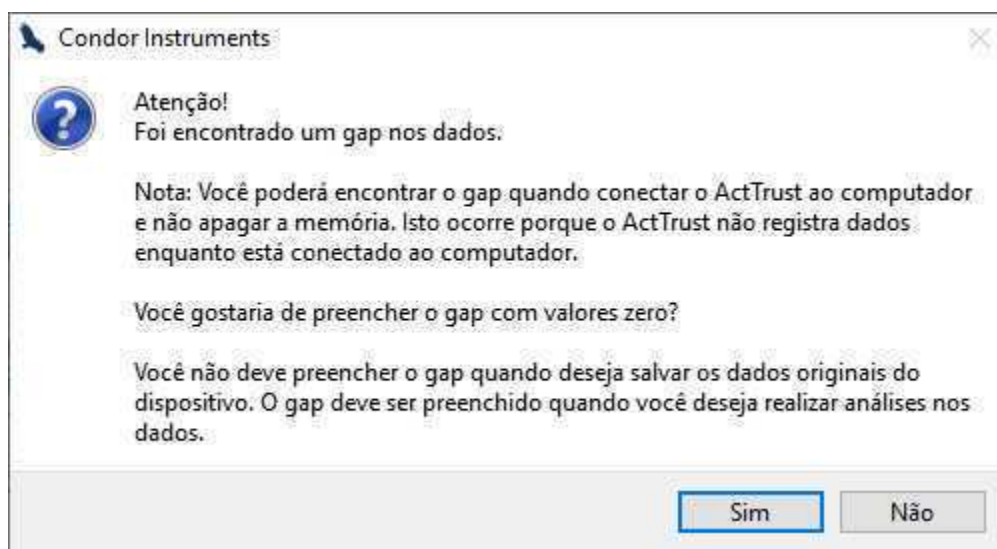 Condor Instruments
Atenção!
Foi encontrado um gap nos dados.
Nota: Você poderá encontrar o gap quando conectar o ActTrust ao computador
e não apagar a memória. Isto ocorre porque o ActTrust não registra dados
enquanto está conectado ao computador.
Você gostaria de preencher o gap com valores zero?
Você não deve preencher o gap quando deseja salvar os dados originais do
dispositivo. O gap deve ser preenchido quando você deseja realizar análises nos
dados.
Sim
Não